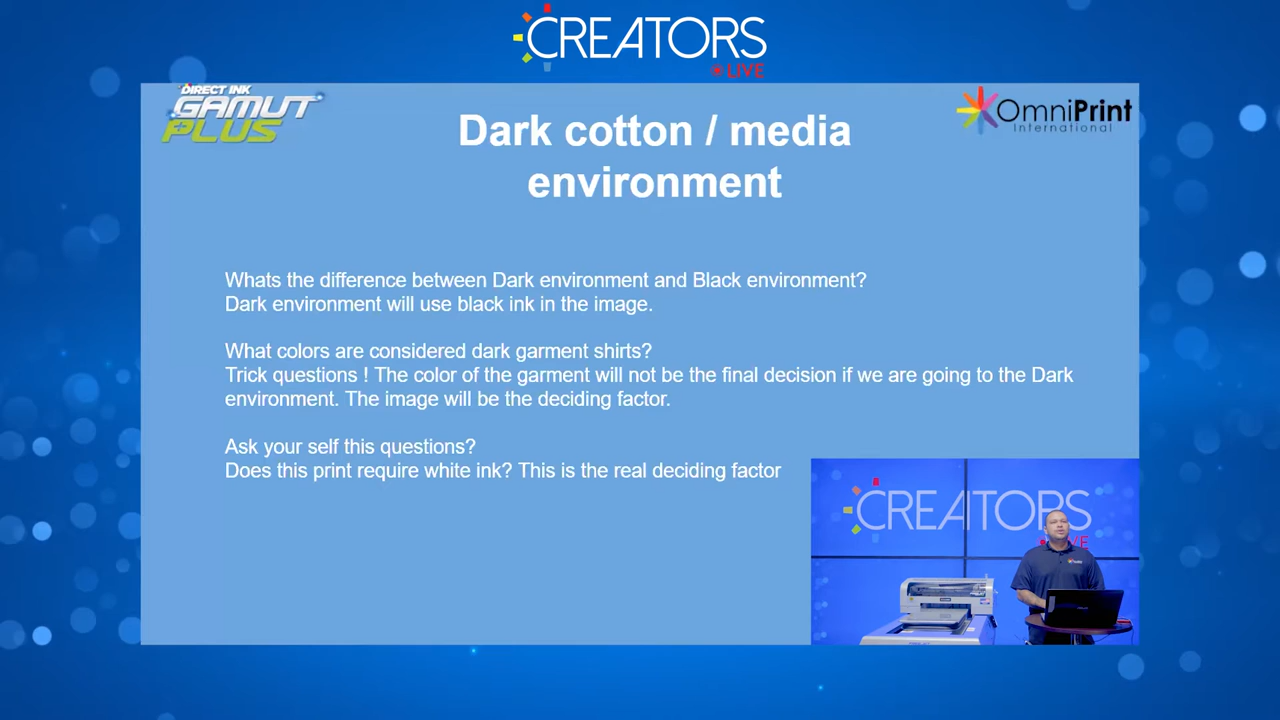 CREATORS
LIVE
DIRECT INK
GAMUT
PLUS
OmniPrint
International
Dark cotton / media
environment
Whats the difference between Dark environment and Black environment?
Dark environment will use black ink in the image.
What colors are considered dark garment shirts?
Trick questions ! The color of the garment will not be the final decision if we are going to the Dark
environment. The image will be the deciding factor.
Ask your self this questions?
Does this print require white ink? This is the real deciding factor
CREATORS
LIVE